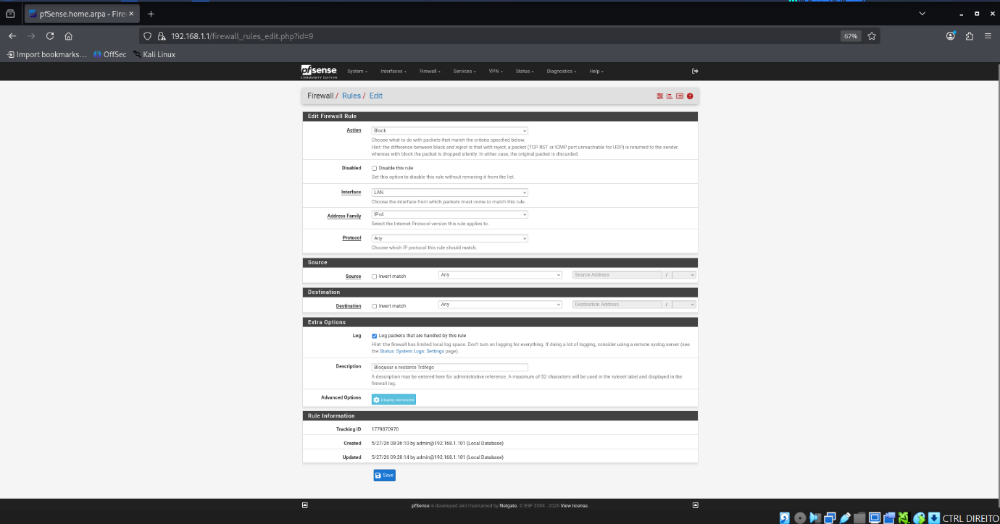 pfSense.home.arpa - Fire
192.168.1.1/firewall_rules_edit.php?id=9
67%
Import bookmarks...
OffSec
Kali Linux
pfsense
COMMUNITY EDITION
System
Interfaces
Firewall
Services
VPN
Status
Diagnostics
Help
Firewall / Rules / Edit
Edit Firewall Rule
Action
Block
Choose what to do with packets that match the criteria specified below.
Hint: the difference between block and reject is that with reject, a packet (TCP RST or ICMP port unreachable for UDP) is returned to the sender,
whereas with block the packet is dropped silently. In either case, the original packet is discarded.
Disabled
Disable this rule
Set this option to disable this rule without removing it from the list.
Interface
LAN
Choose the interface from which packets must come to match this rule.
Address Family
IPv4
Select the Internet Protocol version this rule applies to.
Protocol
Any
Choose which IP protocol this rule should match.
Source
Source
Invert match
Any
Source Address
/
Destination
Destination
Invert match
Any
Destination Address
/
Extra Options
Log
Log packets that are handled by this rule
Hint: the firewall has limited local log space. Don't turn on logging for everything. If doing a lot of logging, consider using a remote syslog server (see
the Status: System Logs: Settings page).
Description
Bloquear o restante Tráfego
A description may be entered here for administrative reference. A maximum of 52 characters will be used in the ruleset label and displayed in the
firewall log.
Advanced Options
Display Advanced
Rule Information
Tracking ID
1779870970
Created
5/27/26 08:36:10 by admin@192.168.1.101 (Local Database)
Updated
5/27/26 09:28:14 by admin@192.168.1.101 (Local Database)
Save
pfSense is developed and maintained by Netgate. © ESF 2004 - 2026 View license.
CTRL DIREITO